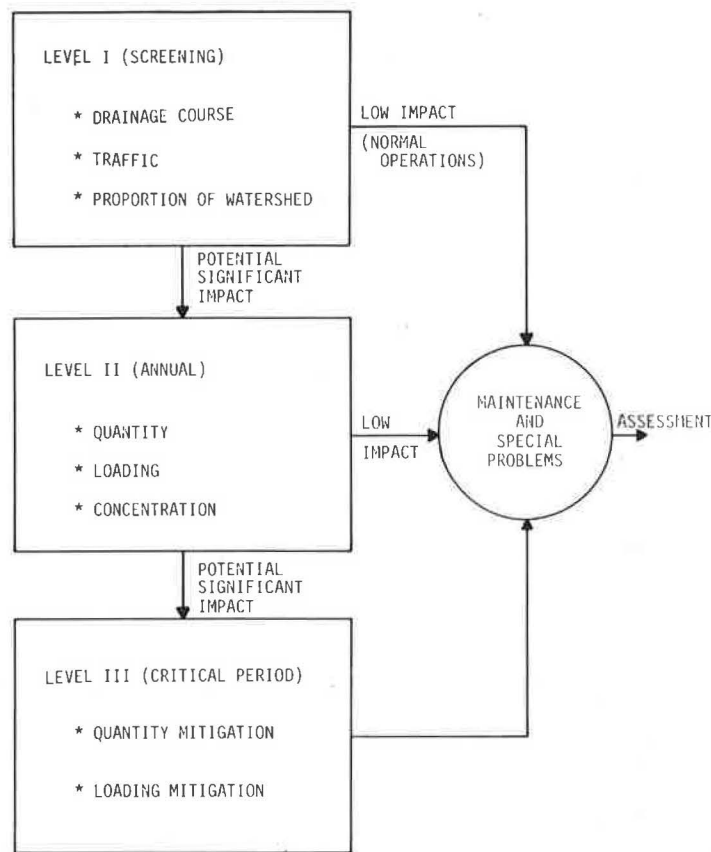 LEVEL I (SCREENING)
* DRAINAGE COURSE
* TRAFFIC
* PROPORTION OF WATERSHED
LOW IMPACT
(NORMAL
OPERATIONS)
POTENTIAL
SIGNIFICANT
IMPACT
LEVEL II (ANNUAL)
* QUANTITY
* LOADING
* CONCENTRATION
LOW
IMPACT
MAINTENANCE
AND
SPECIAL
PROBLEMS
ASSESSMENT
POTENTIAL
SIGNIFICANT
IMPACT
LEVEL III (CRITICAL PERIOD)
* QUANTITY MITIGATION
* LOADING MITIGATION